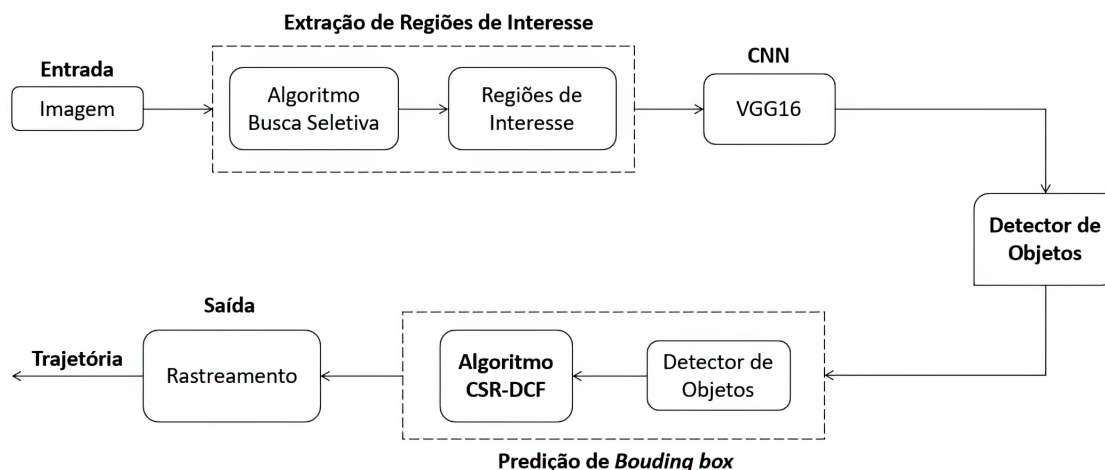 Extração de Regiões de Interesse
Entrada
Imagem
Algoritmo
Busca Seletiva
Regiões de
Interesse
CNN
VGG16
Detector de
Objetos
Saída
Trajetória
Rastreamento
Algoritmo
CSR-DCF
Detector de
Objetos
Predição de Bouding box